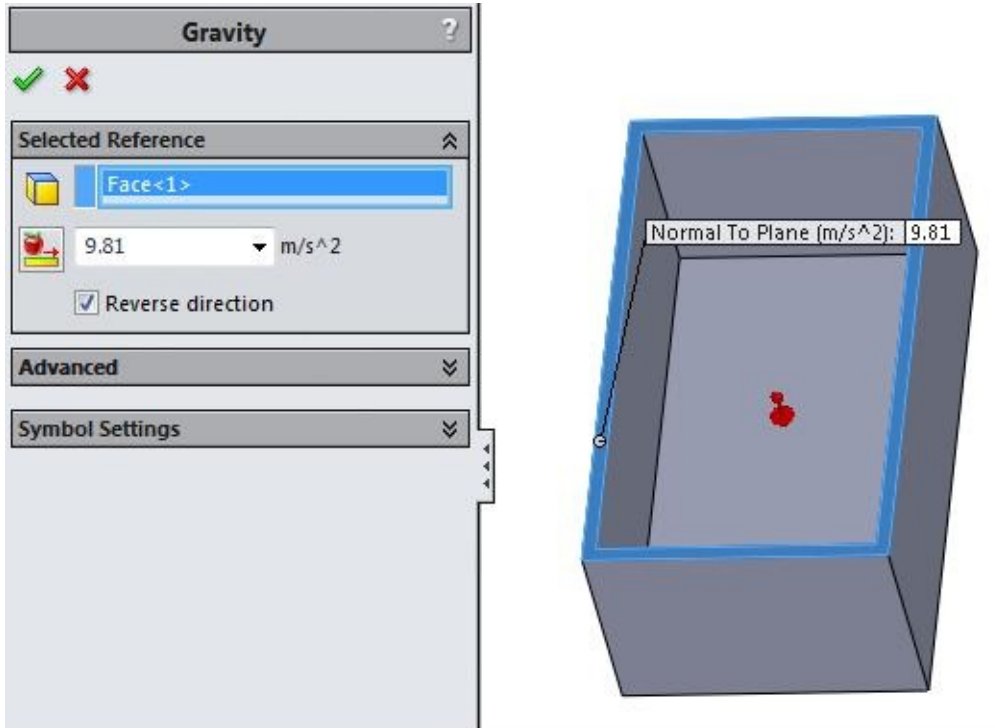 Gravity ?
Selected Reference
Face<1>
9.81 m/s^2
Reverse direction
Advanced
Symbol Settings
Normal To Plane (m/s^2): 9.81